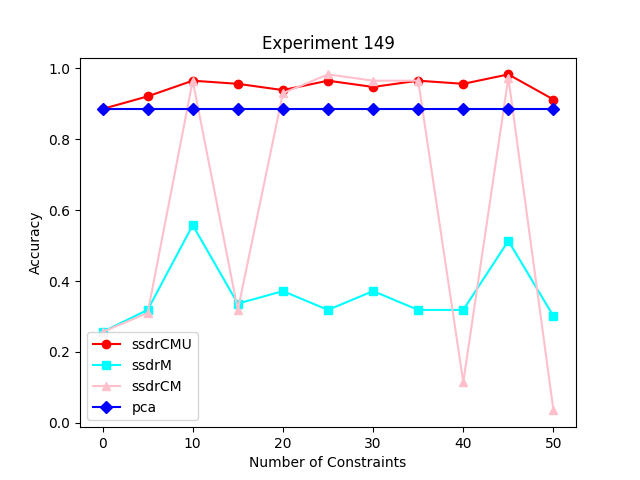 Experiment 149
Accuracy
1.0
0.8
0.6
0.4
0.2
0.0
ssdrCMU
ssdrM
ssdrCM
pca
0 10 20 30 40 50
Number of Constraints